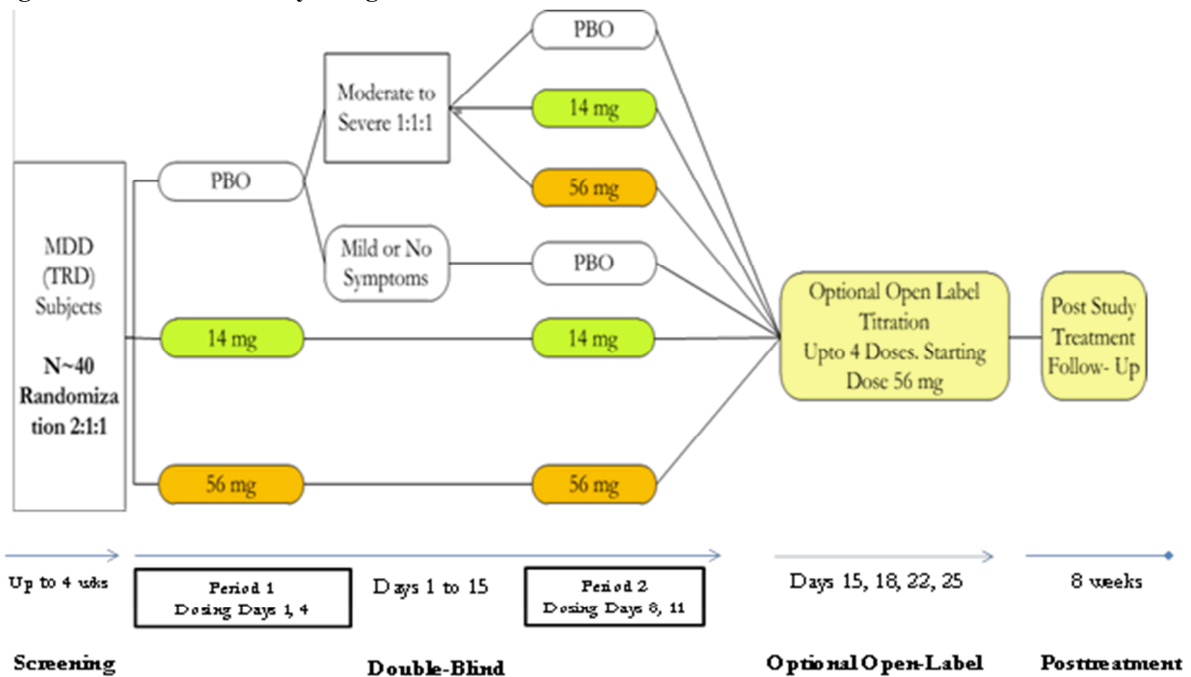 PBO
Moderate to
Severe 1:1:1
14 mg
PBO
56 mg
MDD
(TRD)
Subjects
N~40
Randomiza
tion 2:1:1
Mild or No
Symptoms
PBO
Optional Open Label
Titration
Upto 4 Doses. Starting
Dose 56 mg
Post Study
Treatment
Follow- Up
14 mg
14 mg
56 mg
56 mg
Up to 4 wks
Period 1
Dosing Days 1, 4
Days 1 to 15
Period 2
Dosing Days 8, 11
Days 15, 18, 22, 25
8 weeks
Screening
Double-Blind
Optional Open-Label
Posttreatment